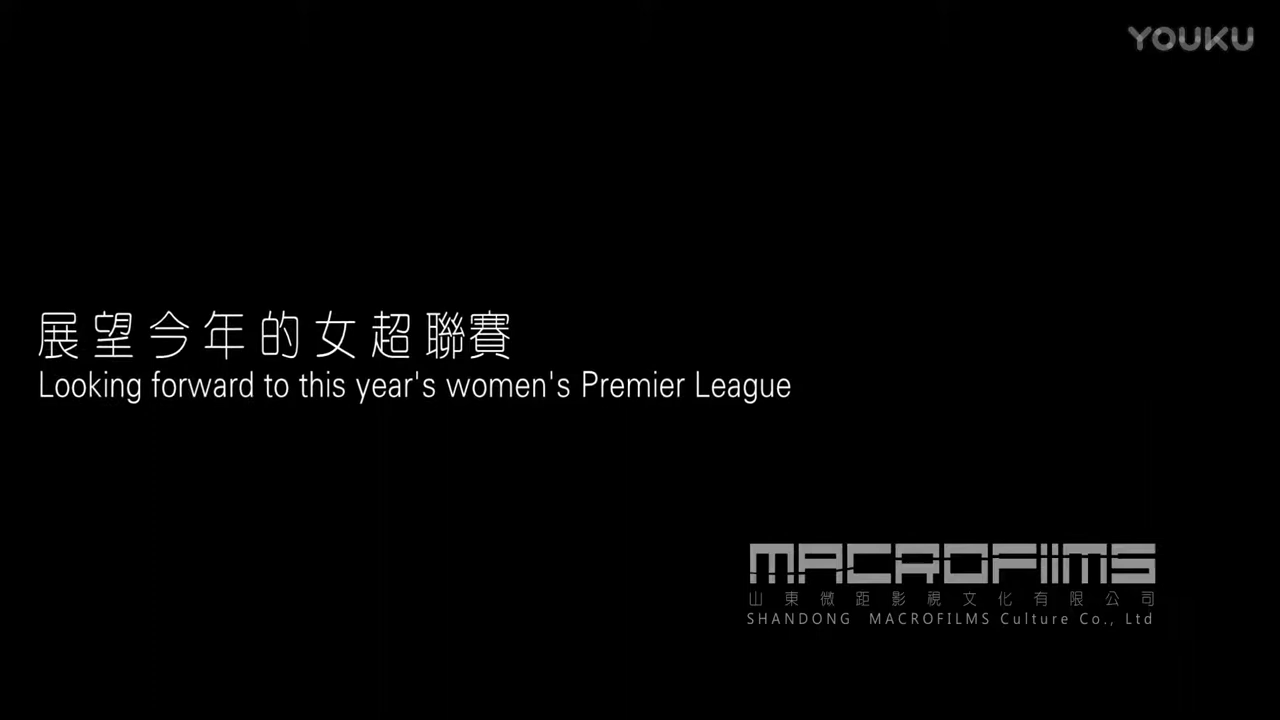 YOUKU
展望今年的女超聯賽
Looking forward to this year's women's Premier League
MACROFilMS
山東微距影視文化有限公司
SHANDONG MACROFILMS Culture Co., Ltd